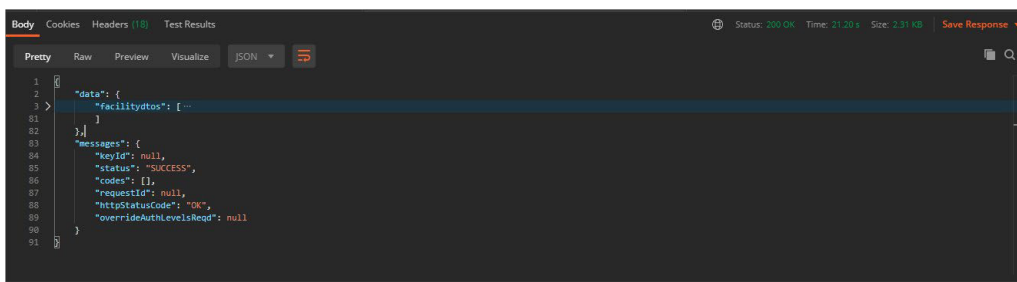 Body Cookies Headers (18) Test Results Status: 200 OK Time: 21.20 s Size: 2.31 KB Save Response
Pretty Raw Preview Visualize JSON
1 {
2 "data": {
3 "facilitydtos": [ ...
81 ]
82 },
83 "messages": {
84 "keyId": null,
85 "status": "SUCCESS",
86 "codes": [],
87 "requestId": null,
88 "httpStatusCode": "OK",
89 "overrideAuthLevelsReqd": null
90 }
91 }